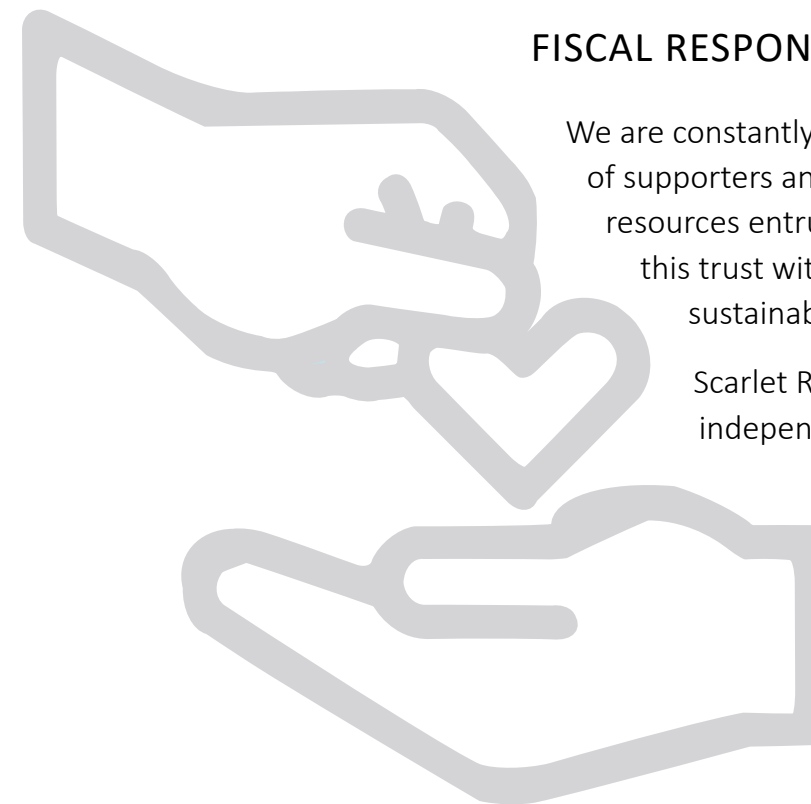 FISCAL RESPON
We are constantly
of supporters an
resources entru
this trust wit
sustainab
Scarlet R
indepen